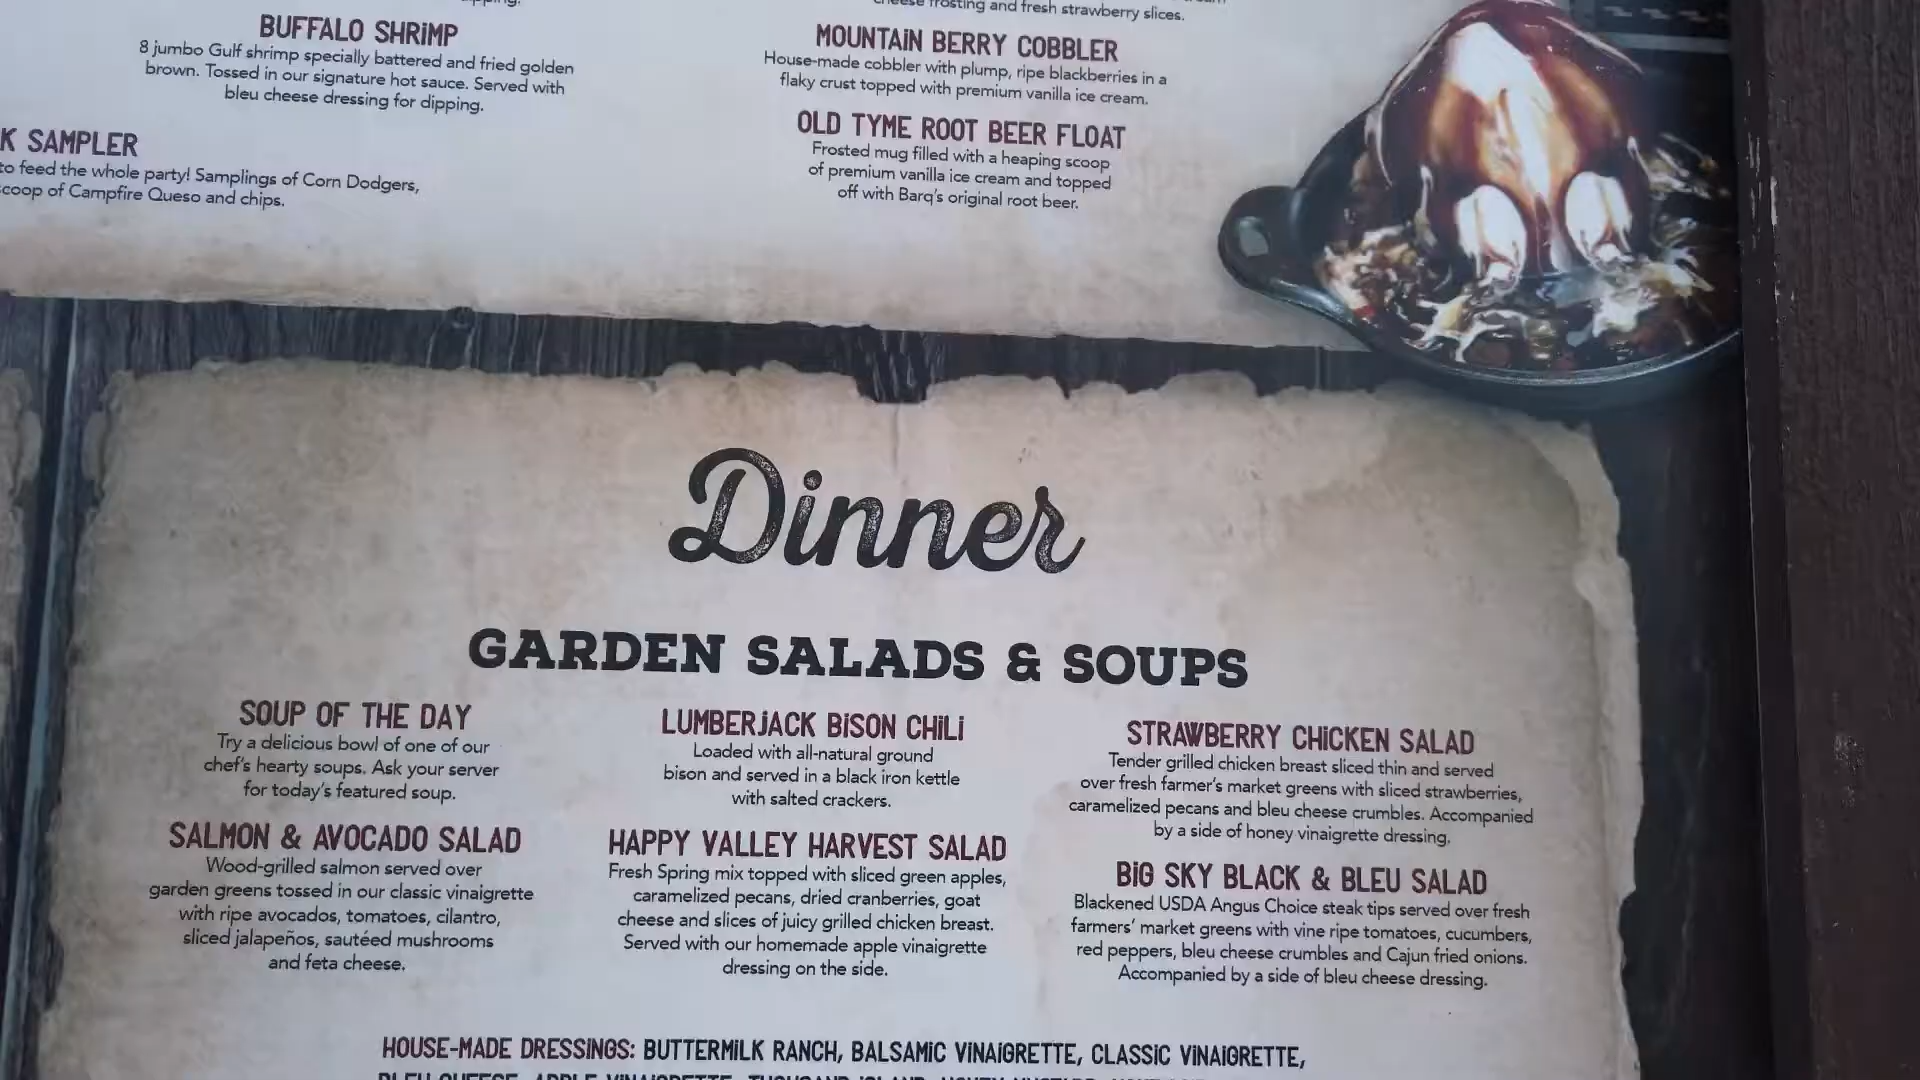 cheese frosting and fresh strawberry slices.
BUFFALO SHRIMP
8 jumbo Gulf shrimp specially battered and fried golden
brown. Tossed in our signature hot sauce. Served with
bleu cheese dressing for dipping.
K SAMPLER
to feed the whole party! Samplings of Corn Dodgers,
scoop of Campfire Queso and chips.
MOUNTAIN BERRY COBBLER
House-made cobbler with plump, ripe blackberries in a
flaky crust topped with premium vanilla ice cream.
OLD TYME ROOT BEER FLOAT
Frosted mug filled with a heaping scoop
of premium vanilla ice cream and topped
off with Barq's original root beer.
Dinner
GARDEN SALADS & SOUPS
SOUP OF THE DAY
Try a delicious bowl of one of our
chef's hearty soups. Ask your server
for today's featured soup.
SALMON & AVOCADO SALAD
Wood-grilled salmon served over
garden greens tossed in our classic vinaigrette
with ripe avocados, tomatoes, cilantro,
sliced jalapeños, sautéed mushrooms
and feta cheese.
LUMBERJACK BISON CHILI
Loaded with all-natural ground
bison and served in a black iron kettle
with salted crackers.
HAPPY VALLEY HARVEST SALAD
Fresh Spring mix topped with sliced green apples,
caramelized pecans, dried cranberries, goat
cheese and slices of juicy grilled chicken breast.
Served with our homemade apple vinaigrette
dressing on the side.
STRAWBERRY CHICKEN SALAD
Tender grilled chicken breast sliced thin and served
over fresh farmer's market greens with sliced strawberries,
caramelized pecans and bleu cheese crumbles. Accompanied
by a side of honey vinaigrette dressing.
BIG SKY BLACK & BLEU SALAD
Blackened USDA Angus Choice steak tips served over fresh
farmers' market greens with vine ripe tomatoes, cucumbers,
red peppers, bleu cheese crumbles and Cajun fried onions.
Accompanied by a side of bleu cheese dressing.
HOUSE-MADE DRESSINGS: BUTTERMILK RANCH, BALSAMIC VINAIGRETTE, CLASSIC VINAIGRETTE,
BLEU CHEESE, APPLE VINAIGRETTE, THOUSAND ISLAND, HONEY MUSTARD,